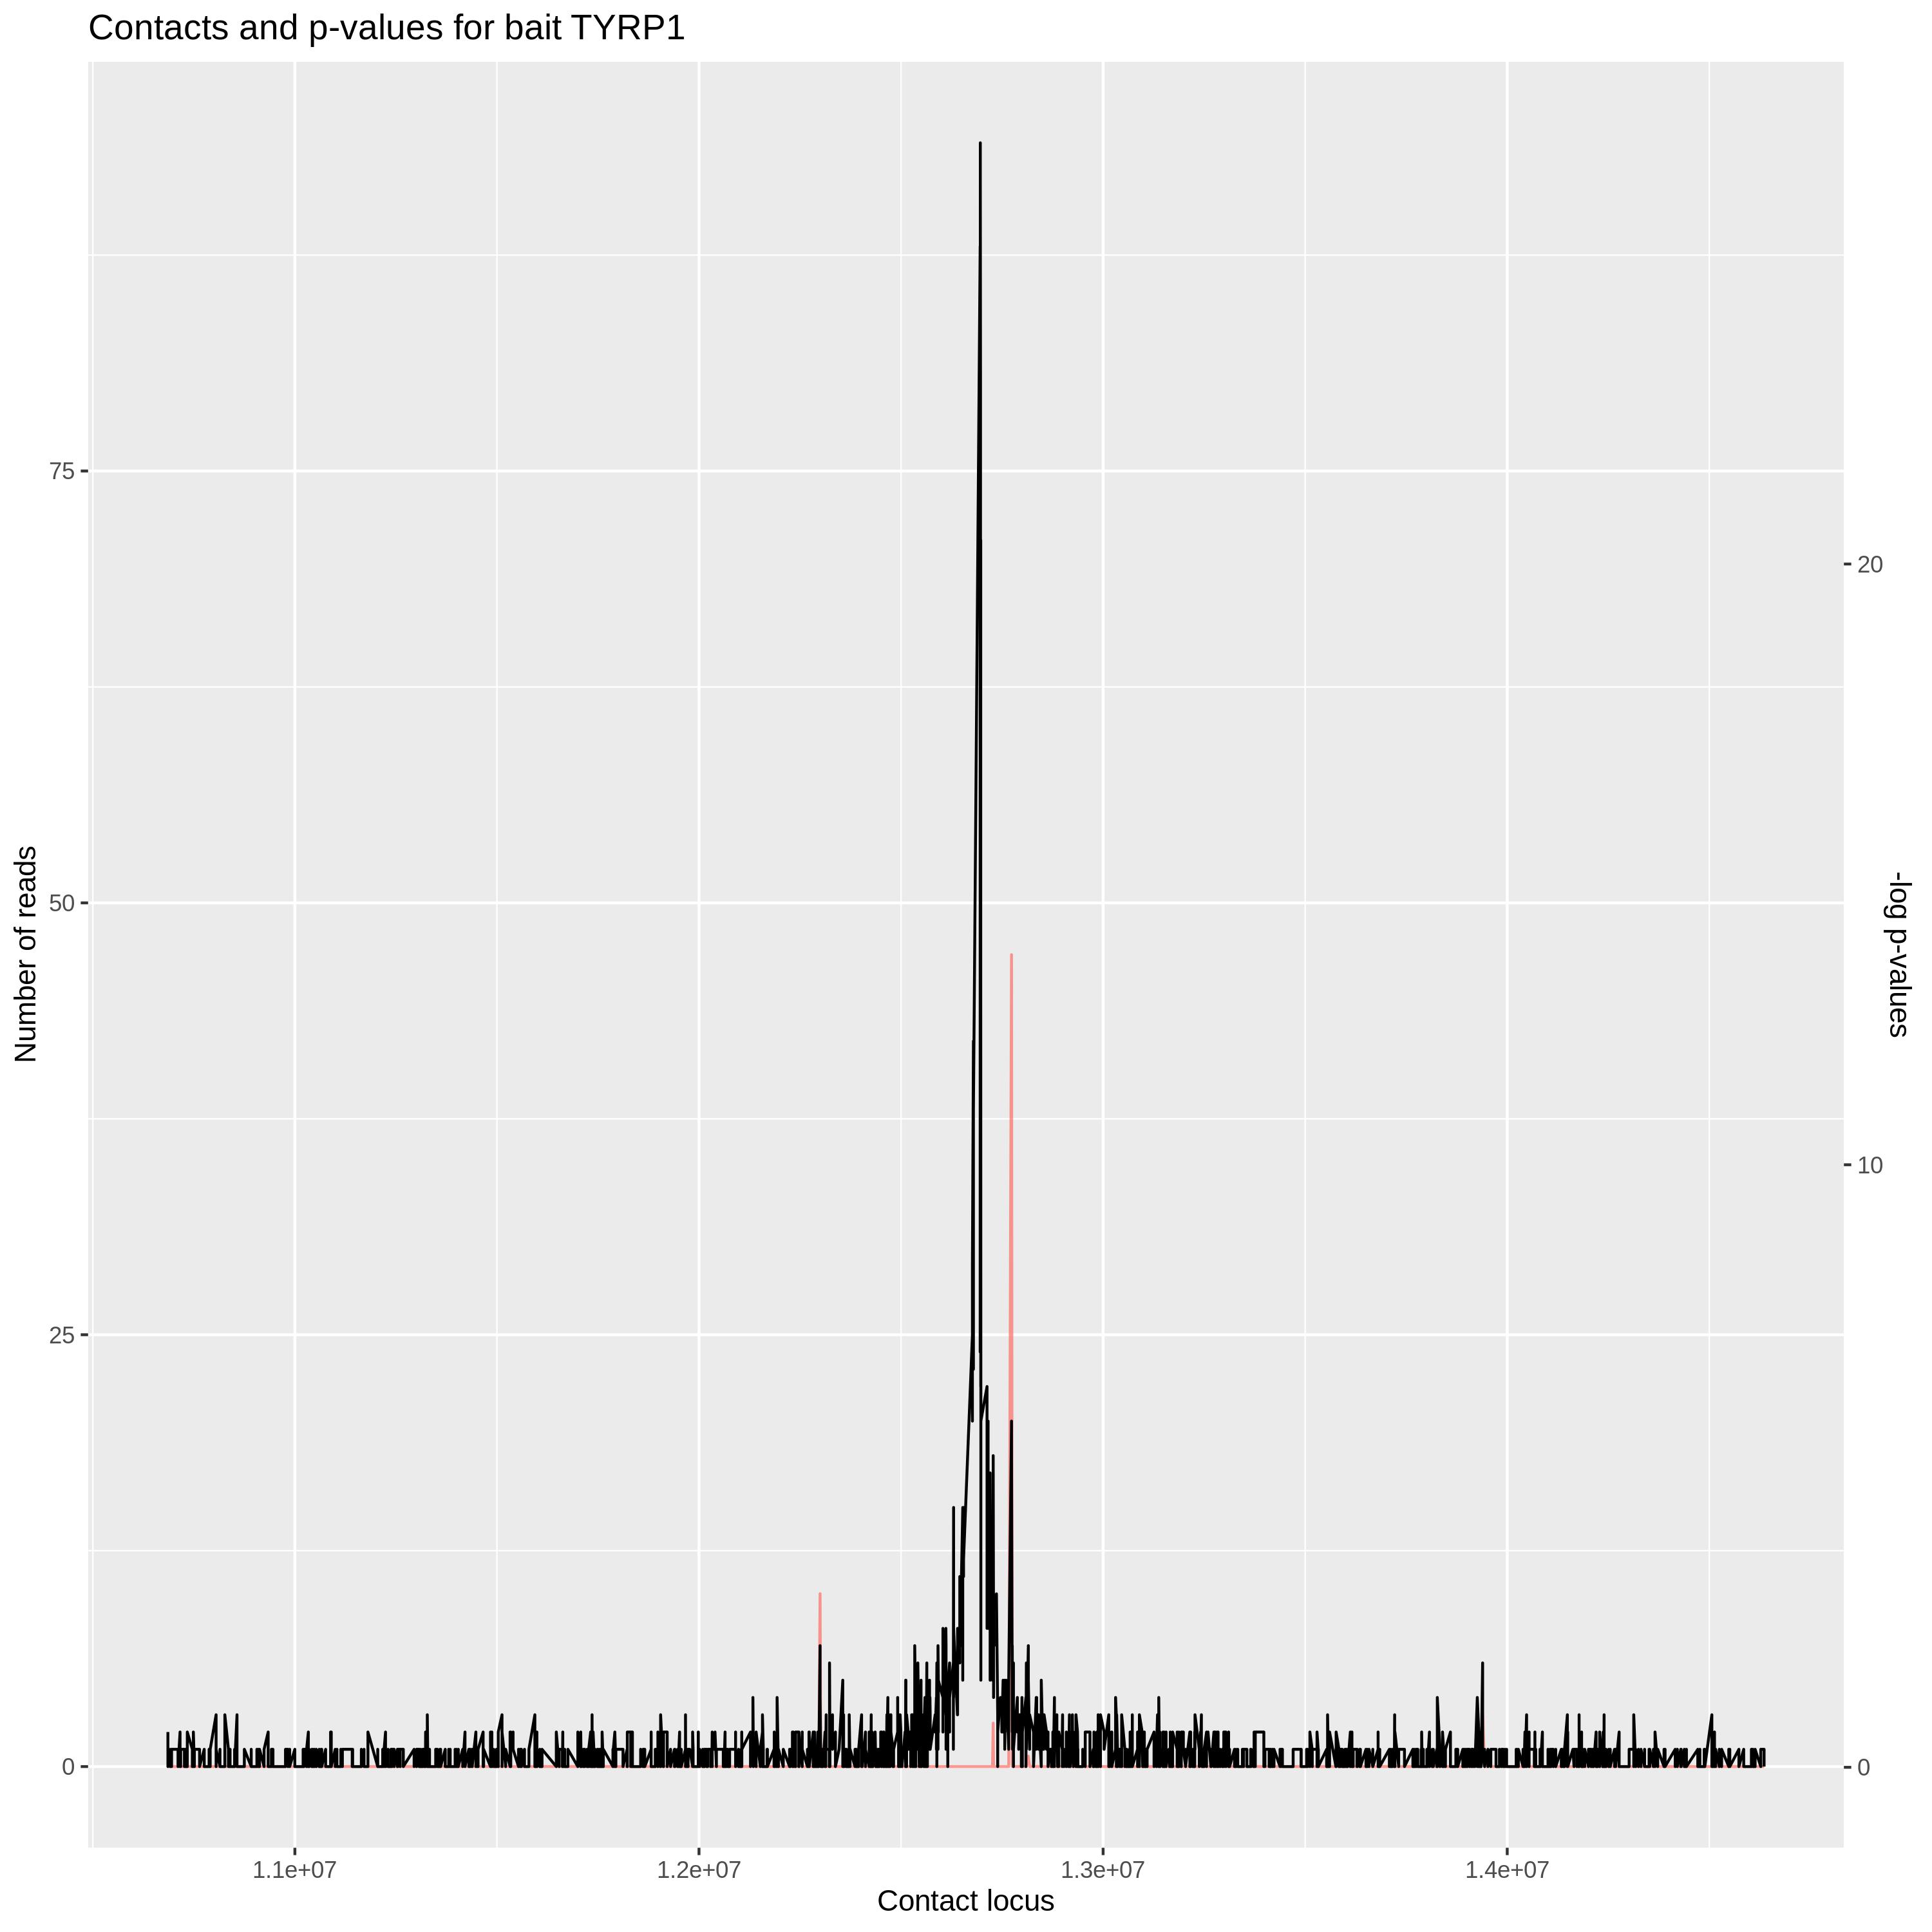 Contacts and p-values for bait TYRP1
75
50
25
0
Number of reads
20
10
0
-log p-values
1.1e+07
1.2e+07
1.3e+07
1.4e+07
Contact locus